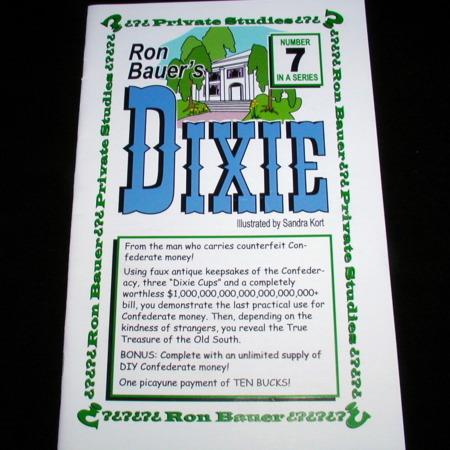 ?¿?¿ Private Studies ¿?¿?
Ron
Bauer's
NUMBER
7
IN A SERIES
DIXIE
Illustrated by Sandra Kort
From the man who carries counterfeit Con-
federate money!
Using faux antique keepsakes of the Confeder-
acy, three "Dixie Cups" and a completely
worthless $1,000,000,000,000,000,000,000+
bill, you demonstrate the last practical use for
Confederate money. Then, depending on the
kindness of strangers, you reveal the True
Treasure of the Old South.
BONUS: Complete with an unlimited supply of
DIY Confederate money!
One picayune payment of TEN BUCKS!
Ron Bauer ¿?¿? Private Studies ¿?¿?
Ron Bauer ¿?¿? Private Studies
?¿?¿?¿ Ron Bauer ¿?¿?¿?